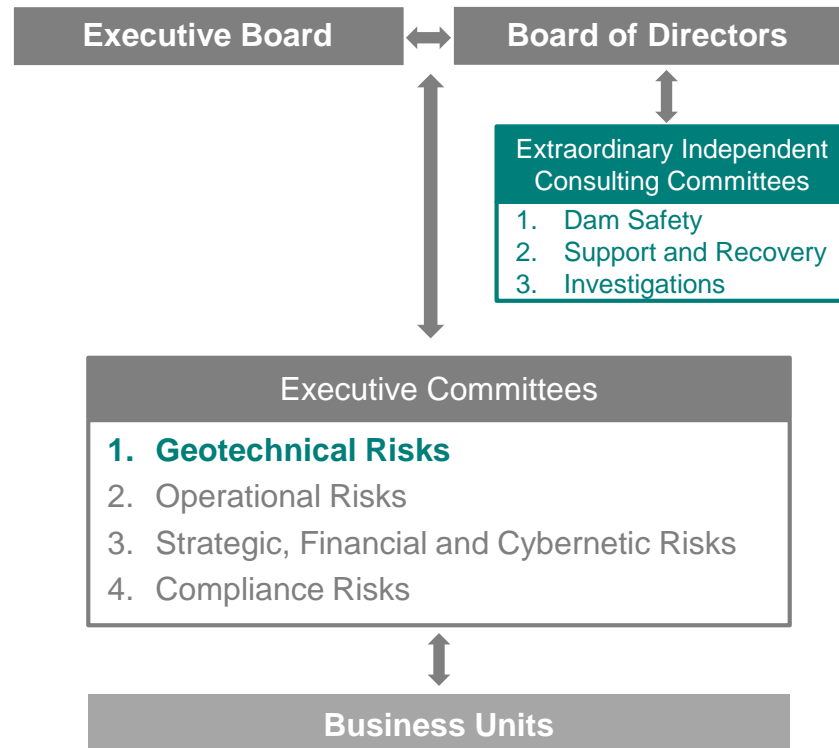 Executive Board
Board of Directors
Extraordinary Independent
Consulting Committees
1. Dam Safety
2. Support and Recovery
3. Investigations
Executive Committees
1. Geotechnical Risks
2. Operational Risks
3. Strategic, Financial and Cybernetic Risks
4. Compliance Risks
Business Units